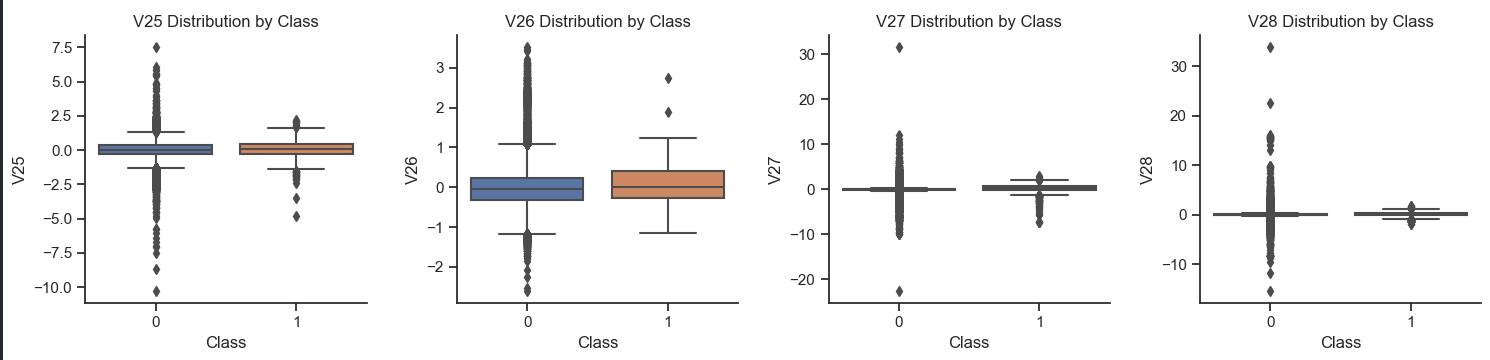 V25 Distribution by Class
7.5
5.0
2.5
0.0
−2.5
−5.0
−7.5
−10.0
V25
0
1
Class
V26 Distribution by Class
3
2
1
0
−1
−2
V26
0
1
Class
V27 Distribution by Class
30
20
10
0
−10
−20
V27
0
1
Class
V28 Distribution by Class
30
20
10
0
−10
V28
0
1
Class